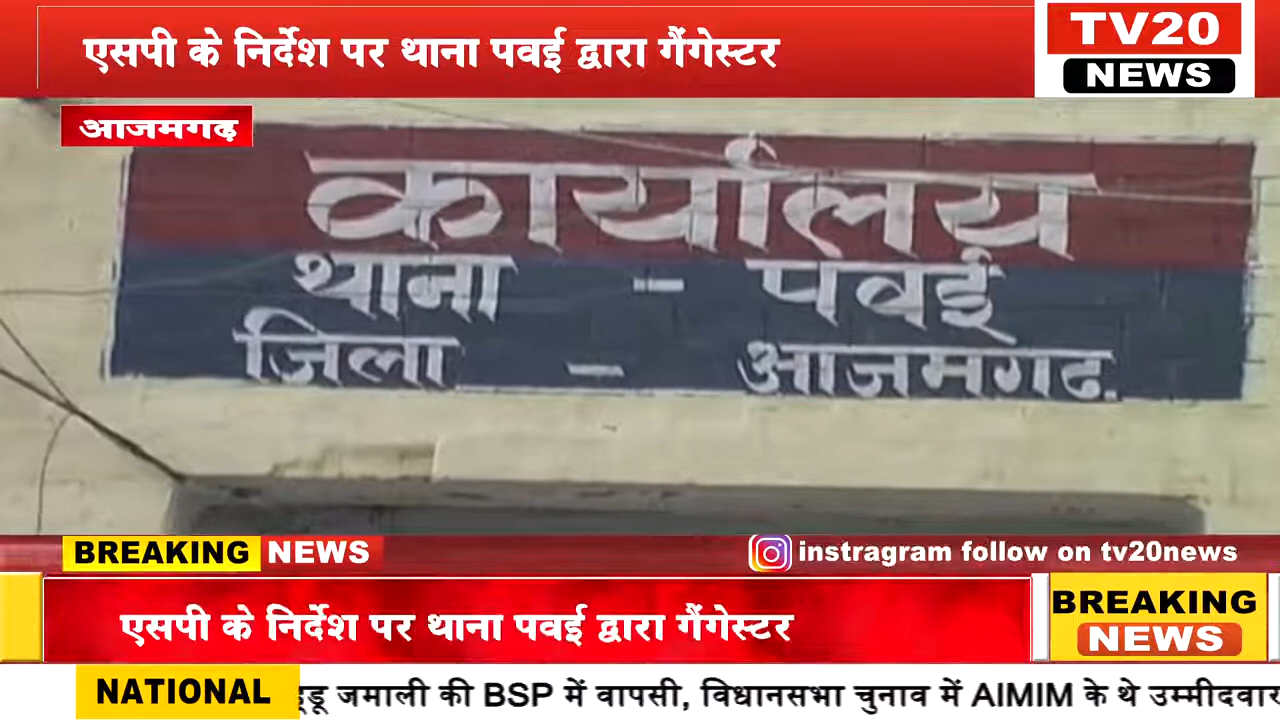 एसपी के निर्देश पर थाना पवई द्वारा गैंगेस्टर
TV20
NEWS
आजमगढ़
कार्यालय
थाना - पवई
जिला - आजमगढ.
BREAKING NEWS
instragram follow on tv20news
एसपी के निर्देश पर थाना पवई द्वारा गैंगेस्टर
BREAKING
NEWS
NATIONAL
जमाली की BSP में वापसी, विधानसभा चुनाव में AIMIM के थे उम्मीदवार